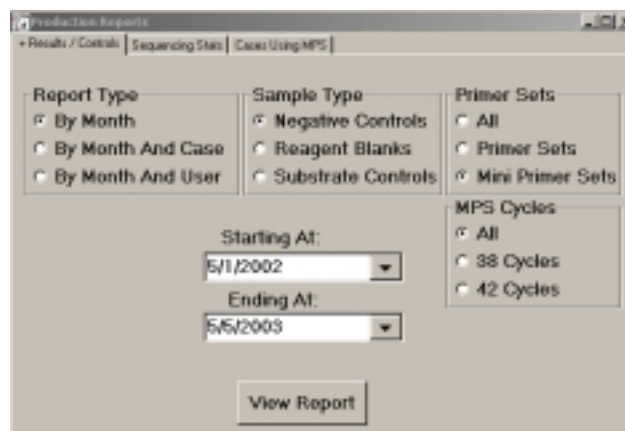 Production Reports
+ Results / Controls Sequencing Stats Cases Using MPS
Report Type
By Month
By Month And Case
By Month And User
Sample Type
Negative Controls
Reagent Blanks
Substrate Controls
Primer Sets
All
Primer Sets
Mini Primer Sets
MPS Cycles
All
38 Cycles
42 Cycles
Starting At:
5/1/2002
Ending At:
5/5/2003
View Report